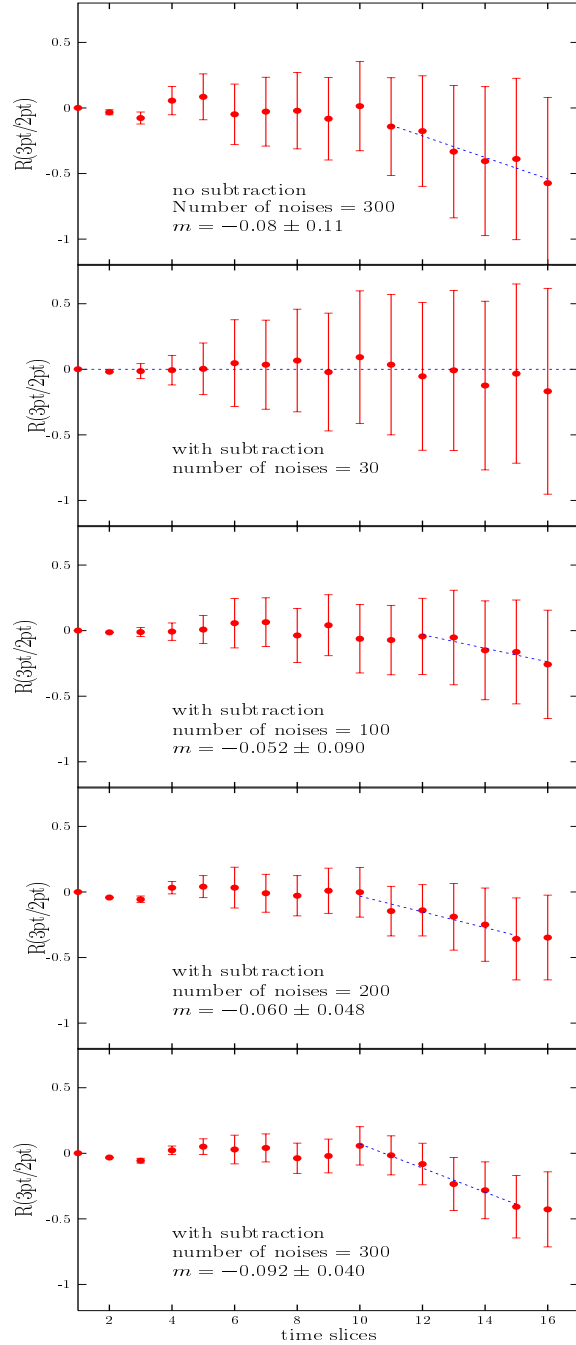 0.5
0
-0.5
-1
R(3pt/2pt)
no subtraction
Number of noises = 300
m = −0.08 ± 0.11
0.5
0
-0.5
-1
R(3pt/2pt)
with subtraction
number of noises = 30
0.5
0
-0.5
-1
R(3pt/2pt)
with subtraction
number of noises = 100
m = −0.052 ± 0.090
0.5
0
-0.5
-1
R(3pt/2pt)
with subtraction
number of noises = 200
m = −0.060 ± 0.048
0.5
0
-0.5
-1
R(3pt/2pt)
with subtraction
number of noises = 300
m = −0.092 ± 0.040
2 4 6 8 10 12 14 16
time slices